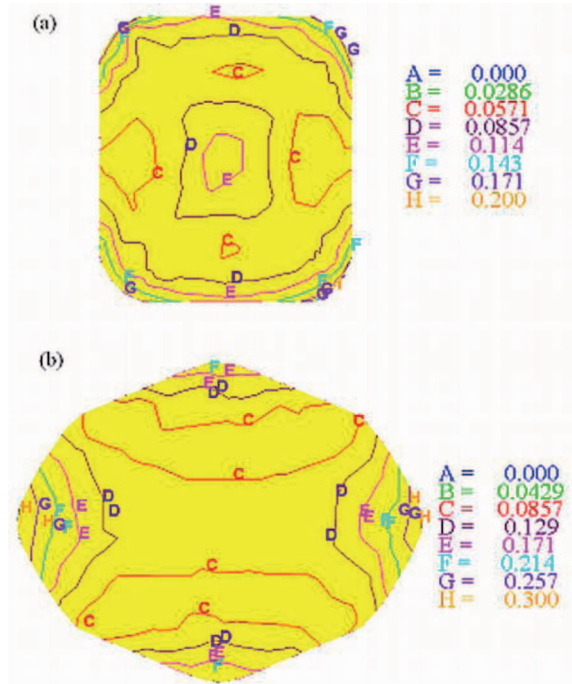 (a)
E
G D F
F G
G
C
A = 0.000
B = 0.0286
C = 0.0571
D = 0.0857
E = 0.114
F = 0.143
G = 0.171
H = 0.200
D
C C
E
C
F
F D F
G E G H
(b)
F
E D
D
C C
C
A = 0.000
B = 0.0429
C = 0.0857
D = 0.129
E = 0.171
F = 0.214
G = 0.257
H = 0.300
H G F E D D E F G H
H G F E D D E F G H
C
C C
D
D
E
E
F